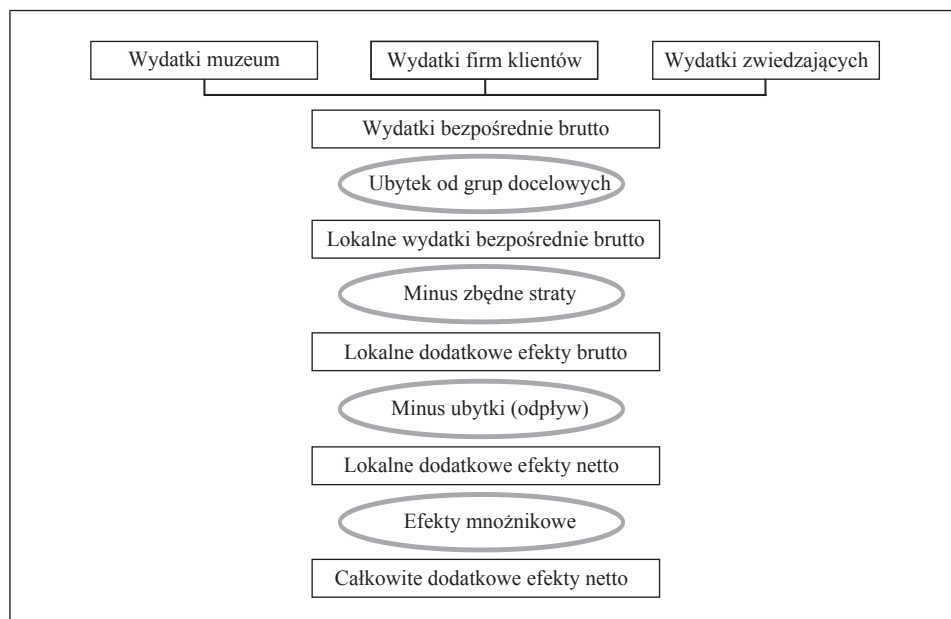 Wydatki muzeum
Wydatki firm klientów
Wydatki zwiedzających
Wydatki bezpośrednie brutto
Ubytek od grup docelowych
Lokalne wydatki bezpośrednie brutto
Minus zbędne straty
Lokalne dodatkowe efekty brutto
Minus ubytki (odpływ)
Lokalne dodatkowe efekty netto
Efekty mnożnikowe
Całkowite dodatkowe efekty netto